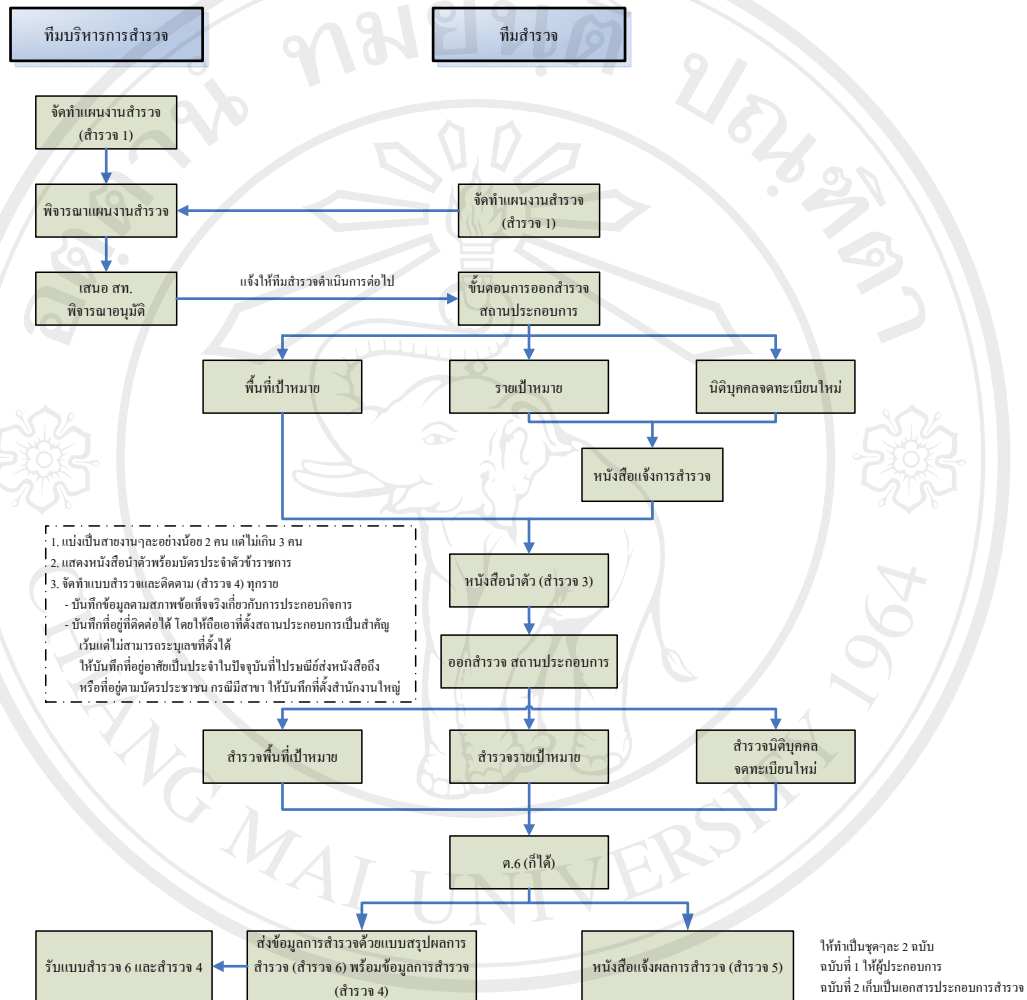 ทีมบริหารการสำรวจ
ทีมสำรวจ
จัดทำแผนงานสำรวจ
(สำรวจ 1)
พิจารณาแผนงานสำรวจ
จัดทำแผนงานสำรวจ
(สำรวจ 1)
เสนอ สท.
พิจารณาอนุมัติ
แจ้งให้ทีมสำรวจดำเนินการต่อไป
ขั้นตอนการออกสำรวจ
สถานประกอบการ
พื้นที่เป้าหมาย
รายเป้าหมาย
นิติบุคคลจดทะเบียนใหม่
หนังสือแจ้งการสำรวจ
1. แบ่งเป็นสายงานๆละอย่างน้อย 2 คน แต่ไม่เกิน 3 คน
2. แสดงหนังสือนำตัวพร้อมบัตรประจำตัวข้าราชการ
3. จัดทำแบบสำรวจและติดตาม (สำรวจ 4) ทุกราย
- บันทึกข้อมูลตามสภาพข้อเท็จจริงเกี่ยวกับการประกอบกิจการ
- บันทึกที่อยู่ที่ติดต่อได้ โดยให้ถือเอาที่ตั้งสถานประกอบการเป็นสำคัญ
เว้นแต่ไม่สามารถระบุเลขที่ตั้งได้
ให้บันทึกที่อยู่อาศัยเป็นประจำในปัจจุบันที่ไปรษณีย์ส่งหนังสือถึง
หรือที่อยู่ตามบัตรประชาชน กรณีมีสาขา ให้บันทึกที่ตั้งสำนักงานใหญ่
หนังสือนำตัว (สำรวจ 3)
ออกสำรวจ สถานประกอบการ
สำรวจพื้นที่เป้าหมาย
สำรวจรายเป้าหมาย
สำรวจนิติบุคคล
จดทะเบียนใหม่
ต.6 (ก็ได้)
รับแบบสำรวจ 6 และสำรวจ 4
ส่งข้อมูลการสำรวจด้วยแบบสรุปผลการ
สำรวจ (สำรวจ 6) พร้อมข้อมูลการสำรวจ
(สำรวจ 4)
หนังสือแจ้งผลการสำรวจ (สำรวจ 5)
ให้ทำเป็นชุดๆละ 2 ฉบับ
ฉบับที่ 1 ให้ผู้ประกอบการ
ฉบับที่ 2 เก็บเป็นเอกสารประกอบการสำรวจ
CHIANG MAI UNIVERSITY 1964